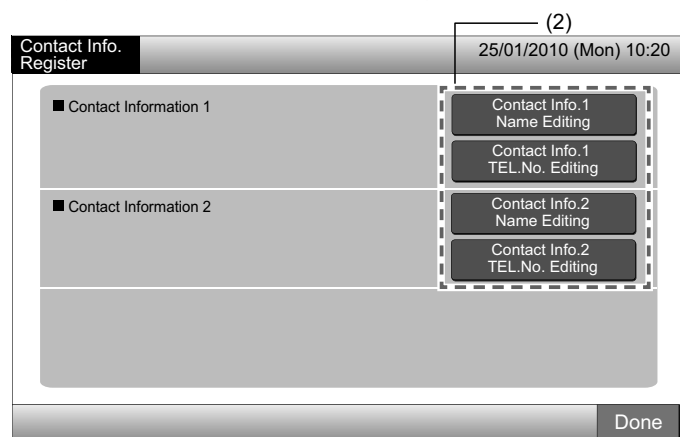 (2)
Contact Info.
Register
25/01/2010 (Mon) 10:20
■ Contact Information 1
Contact Info.1
Name Editing
Contact Info.1
TEL.No. Editing
■ Contact Information 2
Contact Info.2
Name Editing
Contact Info.2
TEL.No. Editing
Done